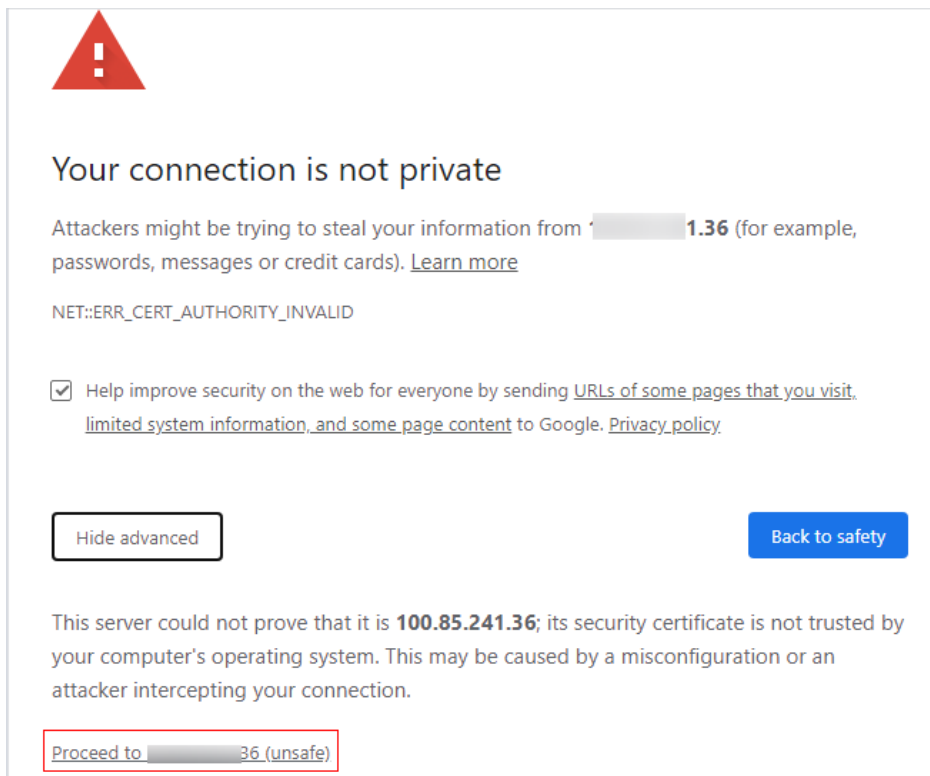 Your connection is not private
Attackers might be trying to steal your information from 1.36 (for example,
passwords, messages or credit cards). Learn more
NET::ERR_CERT_AUTHORITY_INVALID
Help improve security on the web for everyone by sending URLs of some pages that you visit,
limited system information, and some page content to Google. Privacy policy
Hide advanced
Back to safety
This server could not prove that it is 100.85.241.36; its security certificate is not trusted by
your computer's operating system. This may be caused by a misconfiguration or an
attacker intercepting your connection.
Proceed to 36 (unsafe)